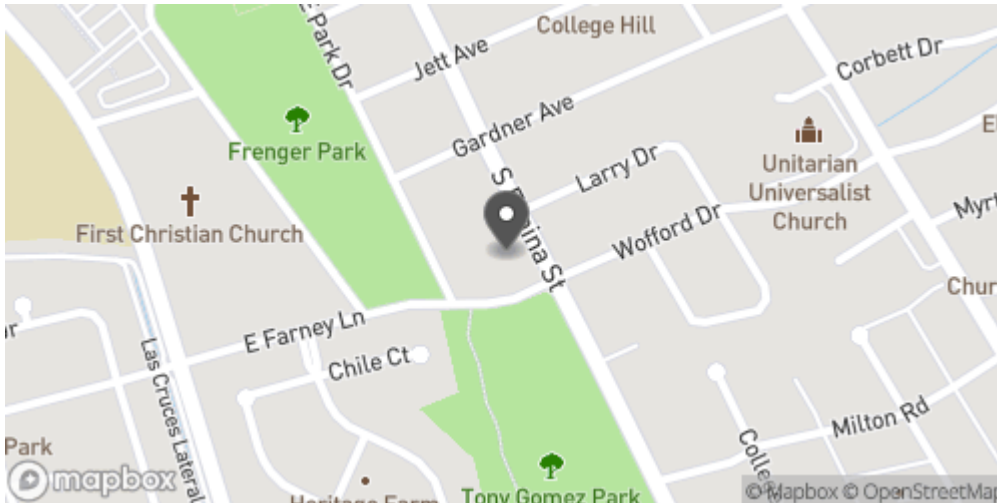 College Hill
Jett Ave
Park Dr
Corbett Dr
Gardner Ave
Frenger Park
Larry Dr
Unitarian
Universalist
Church
S
St
Wofford Dr
First Christian Church
E Farney Ln
Chile Ct
Las Cruces Lateral
Milton Rd
Park
Tony Gomez Park
mapbox
© Mapbox © OpenStreetMap